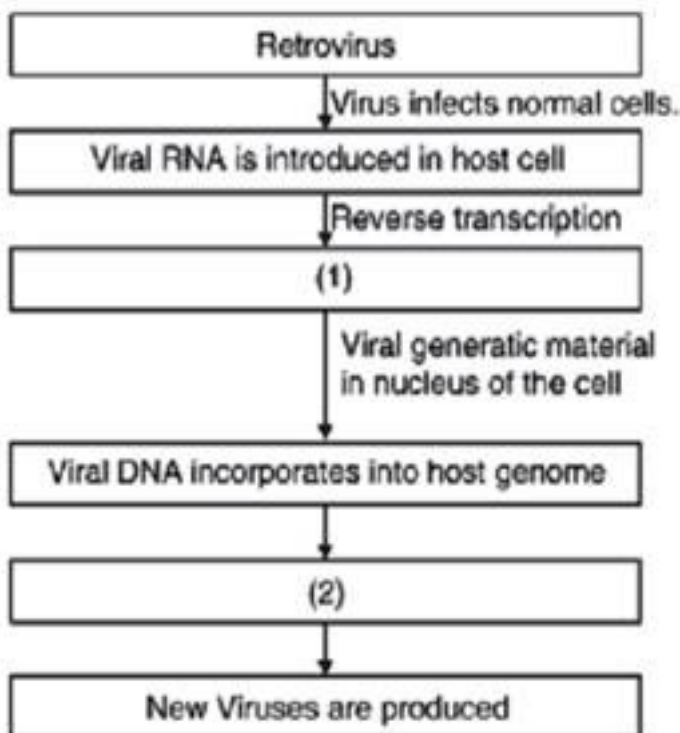 Retrovirus
Virus infects normal cells.
Viral RNA is introduced in host cell
Reverse transcription
(1)
Viral generatic material
in nucleus of the cell
Viral DNA incorporates into host genome
(2)
New Viruses are produced